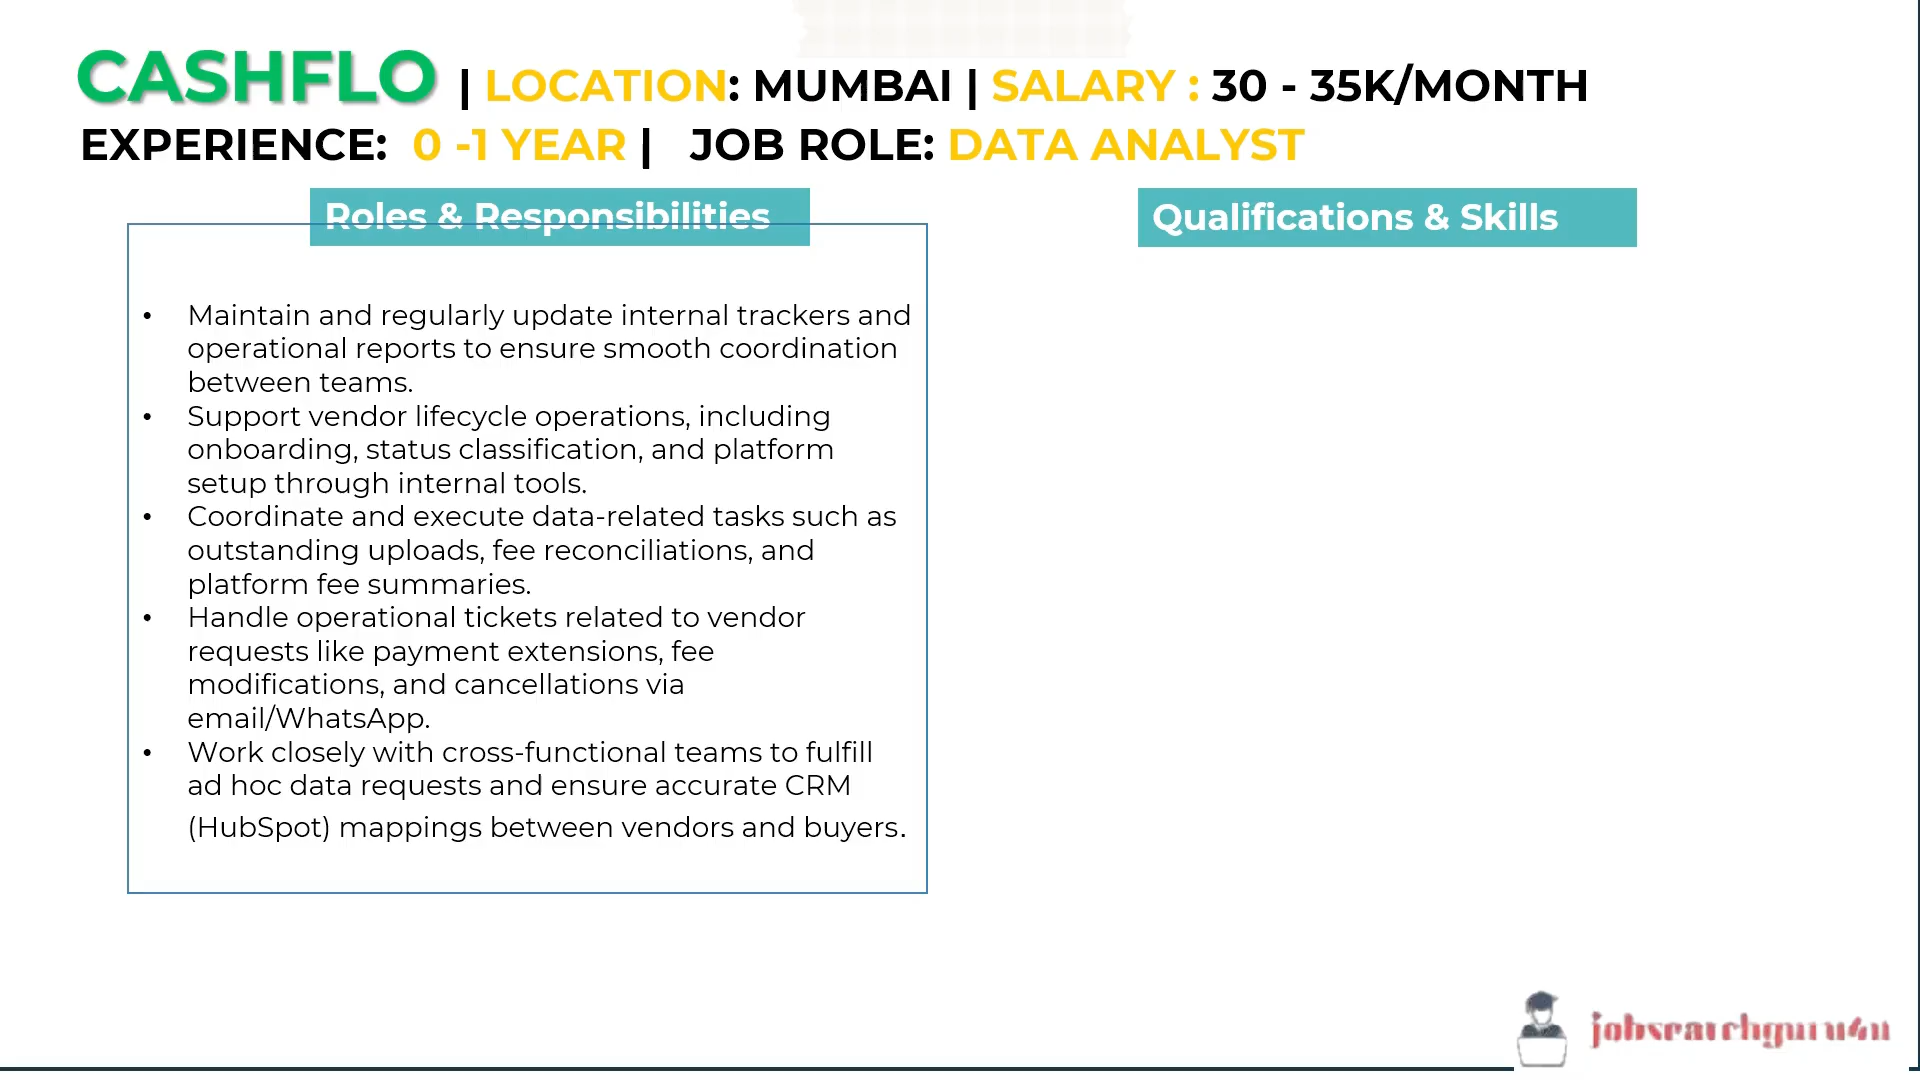 CASHFLO | LOCATION: MUMBAI | SALARY : 30 - 35K/MONTH
EXPERIENCE: 0 -1 YEAR | JOB ROLE: DATA ANALYST
Roles & Responsibilities
• Maintain and regularly update internal trackers and
operational reports to ensure smooth coordination
between teams.
• Support vendor lifecycle operations, including
onboarding, status classification, and platform
setup through internal tools.
• Coordinate and execute data-related tasks such as
outstanding uploads, fee reconciliations, and
platform fee summaries.
• Handle operational tickets related to vendor
requests like payment extensions, fee
modifications, and cancellations via
email/WhatsApp.
• Work closely with cross-functional teams to fulfill
ad hoc data requests and ensure accurate CRM
(HubSpot) mappings between vendors and buyers.
Qualifications & Skills
jobsearchguru4u